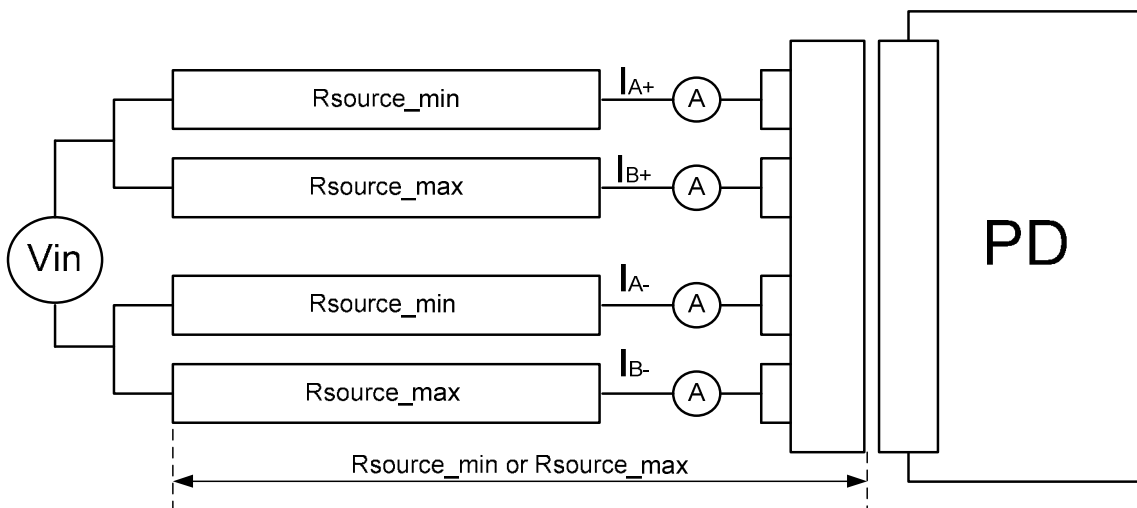 Rsource_min
IA+
A
Rsource_max
IB+
A
Vin
PD
Rsource_min
IA-
A
Rsource_max
IB-
A
Rsource_min or Rsource_max